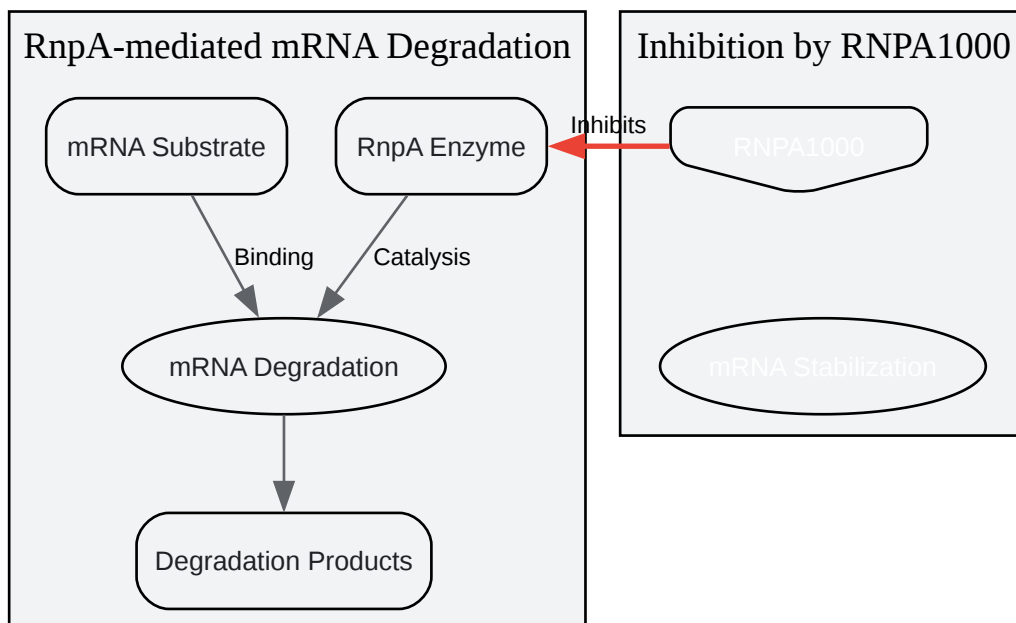 RnpA-mediated mRNA Degradation
mRNA Substrate
RnpA Enzyme
Binding
Catalysis
mRNA Degradation
Degradation Products
Inhibits
Inhibition by RNPA1000
RNPA1000
mRNA Stabilization